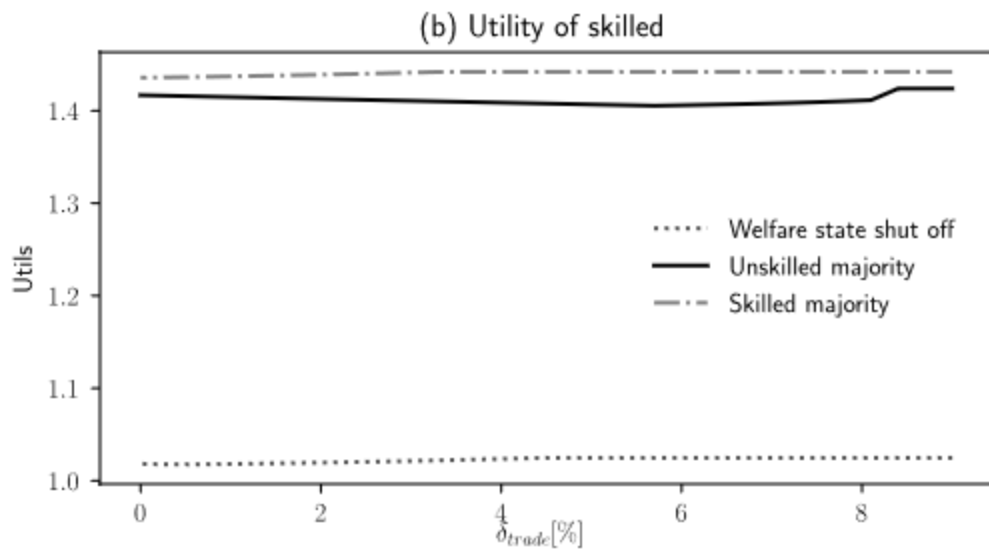 (b) Utility of skilled
Utils
1.4
1.3
1.2
1.1
1.0
Welfare state shut off
Unskilled majority
Skilled majority
0 2 4 6 8
δtrade[%]